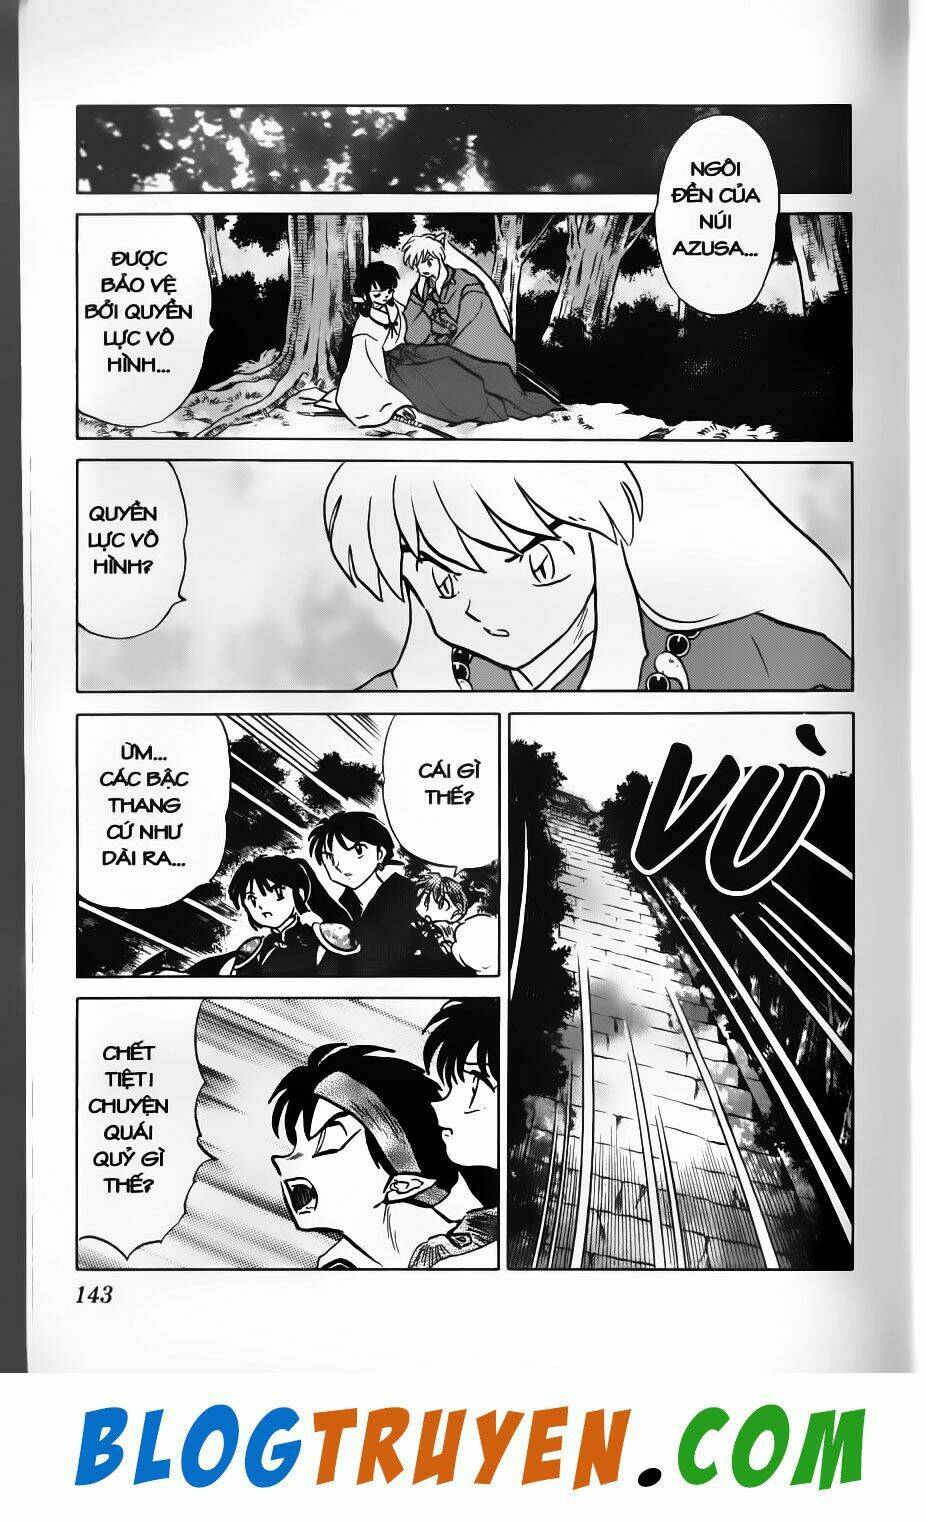 NGÔI
ĐỀN CỦA
NÚI
AZUSA...
ĐƯỢC
BẢO VỆ
BỞI QUYỀN
LỰC VÔ
HÌNH...
QUYỀN
LỰC VÔ
HÌNH?
VÙ
CÁI GÌ
THẾ?
ỪM...
CÁC BẬC
THANG
CỨ NHƯ
DÀI RA...
CHẾT
TIỆT!
CHUYỆN
QUÁI
QUỶ GÌ
THẾ?
143
BLOGTRUYEN.COM